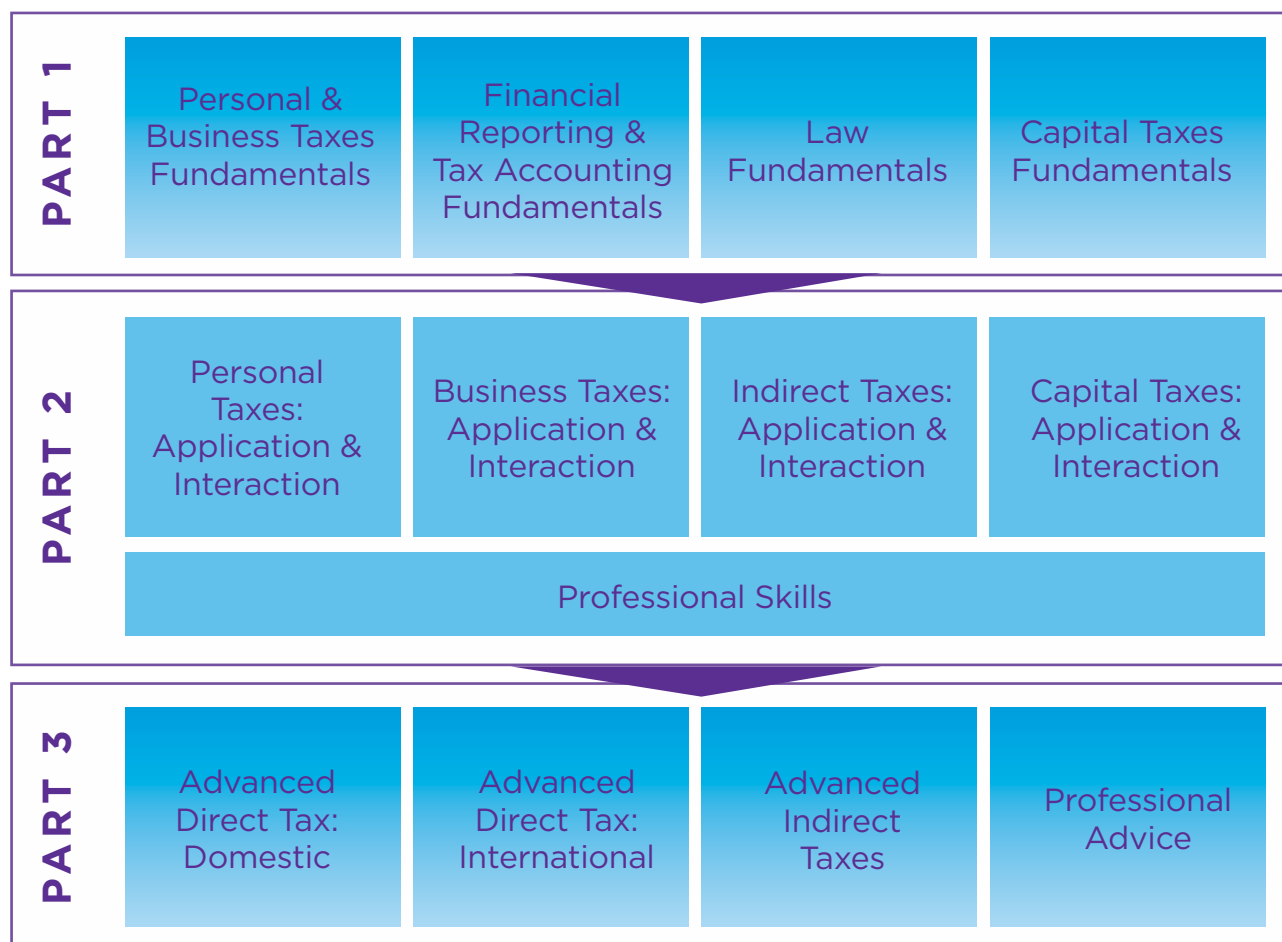 PART 1
Personal &
Business Taxes
Fundamentals
Financial
Reporting &
Tax Accounting
Fundamentals
Law
Fundamentals
Capital Taxes
Fundamentals
PART 2
Personal
Taxes:
Application &
Interaction
Business Taxes:
Application &
Interaction
Indirect Taxes:
Application &
Interaction
Capital Taxes:
Application &
Interaction
Professional Skills
PART 3
Advanced
Direct Tax:
Domestic
Advanced
Direct Tax:
International
Advanced
Indirect
Taxes
Professional
Advice